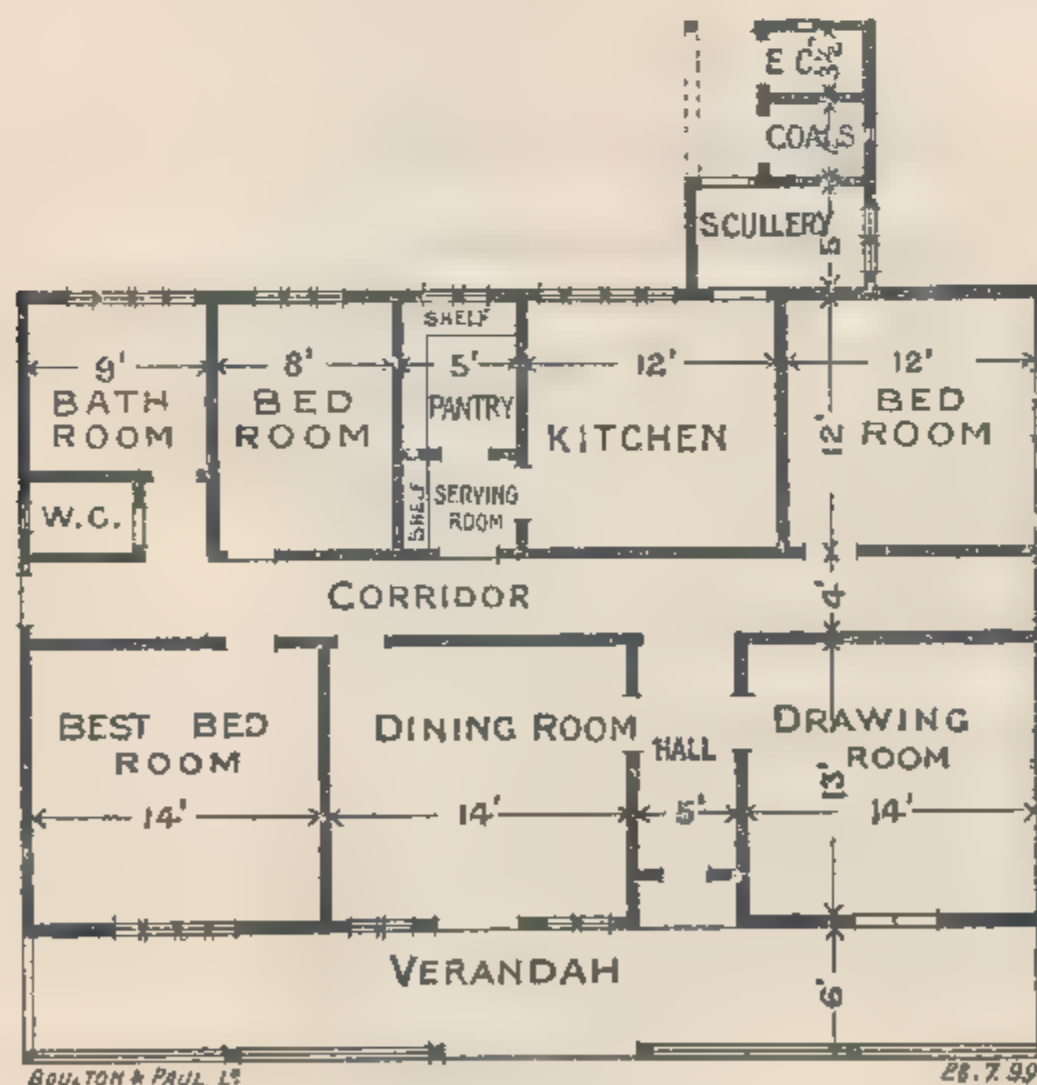 E C.
3½'
COALS
SCULLERY
5'
SHELF
9'
8'
5'
12'
12'
BATH
ROOM
BED
ROOM
PANTRY
KITCHEN
12'
BED
ROOM
W.C.
SHELF
SERVING
ROOM
CORRIDOR
4'
BEST BED
ROOM
DINING ROOM
HALL
DRAWING
ROOM
13'
14'
14'
5'
14'
VERANDAH
6'
BOULTON & PAUL Lᴰ
28.7.99